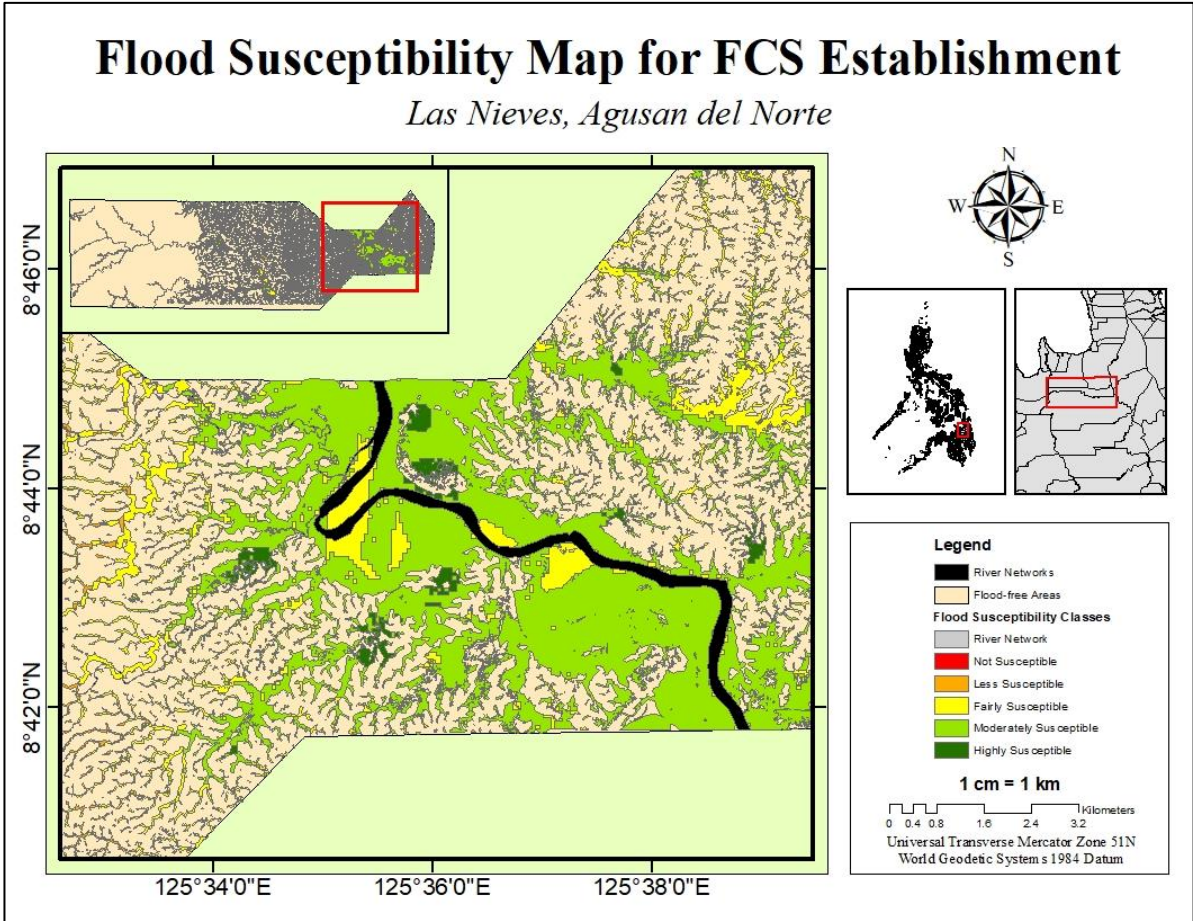 Flood Susceptibility Map for FCS Establishment
Las Nieves, Agusan del Norte
N
W E
S
8°46'0"N
8°44'0"N
8°42'0"N
125°34'0"E 125°36'0"E 125°38'0"E
Legend
River Networks
Flood-free Areas
Flood Susceptibility Classes
River Network
Not Susceptible
Less Susceptible
Fairly Susceptible
Moderately Susceptible
Highly Susceptible
1 cm = 1 km
Kilometers
0 0.4 0.8 1.6 2.4 3.2
Universal Transverse Mercator Zone 51N
World Geodetic Systems 1984 Datum